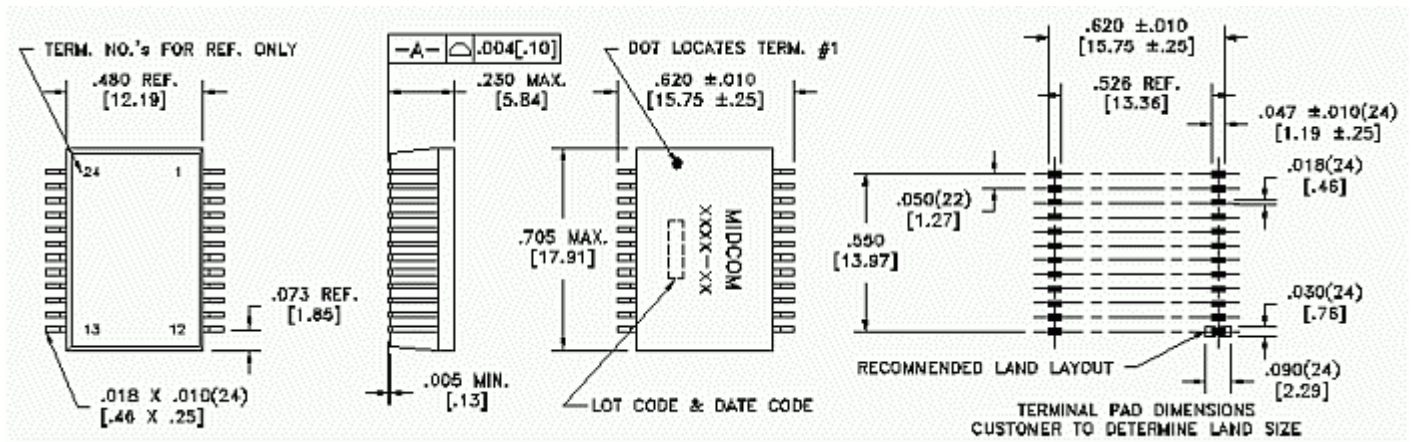 TERM. NO.'s FOR REF. ONLY
.480 REF.
[12.19]
24
1
13
12
.073 REF.
[1.85]
.018 X .010(24)
[.46 X .25]
-A-
.004[.10]
.230 MAX.
[5.84]
.005 MIN.
[.13]
DOT LOCATES TERM. #1
.620 ±.010
[15.75 ±.25]
.705 MAX.
[17.91]
MIDCOM
XXXX-XX
LOT CODE & DATE CODE
.620 ±.010
[15.75 ±.25]
.526 REF.
[13.36]
.047 ±.010(24)
[1.19 ±.25]
.018(24)
[.46]
.050(22)
[1.27]
.550
[13.97]
.030(24)
[.76]
RECOMNENDED LAND LAYOUT
.090(24)
[2.29]
TERMINAL PAD DIMENSIONS
CUSTONER TO DETERMINE LAND SIZE